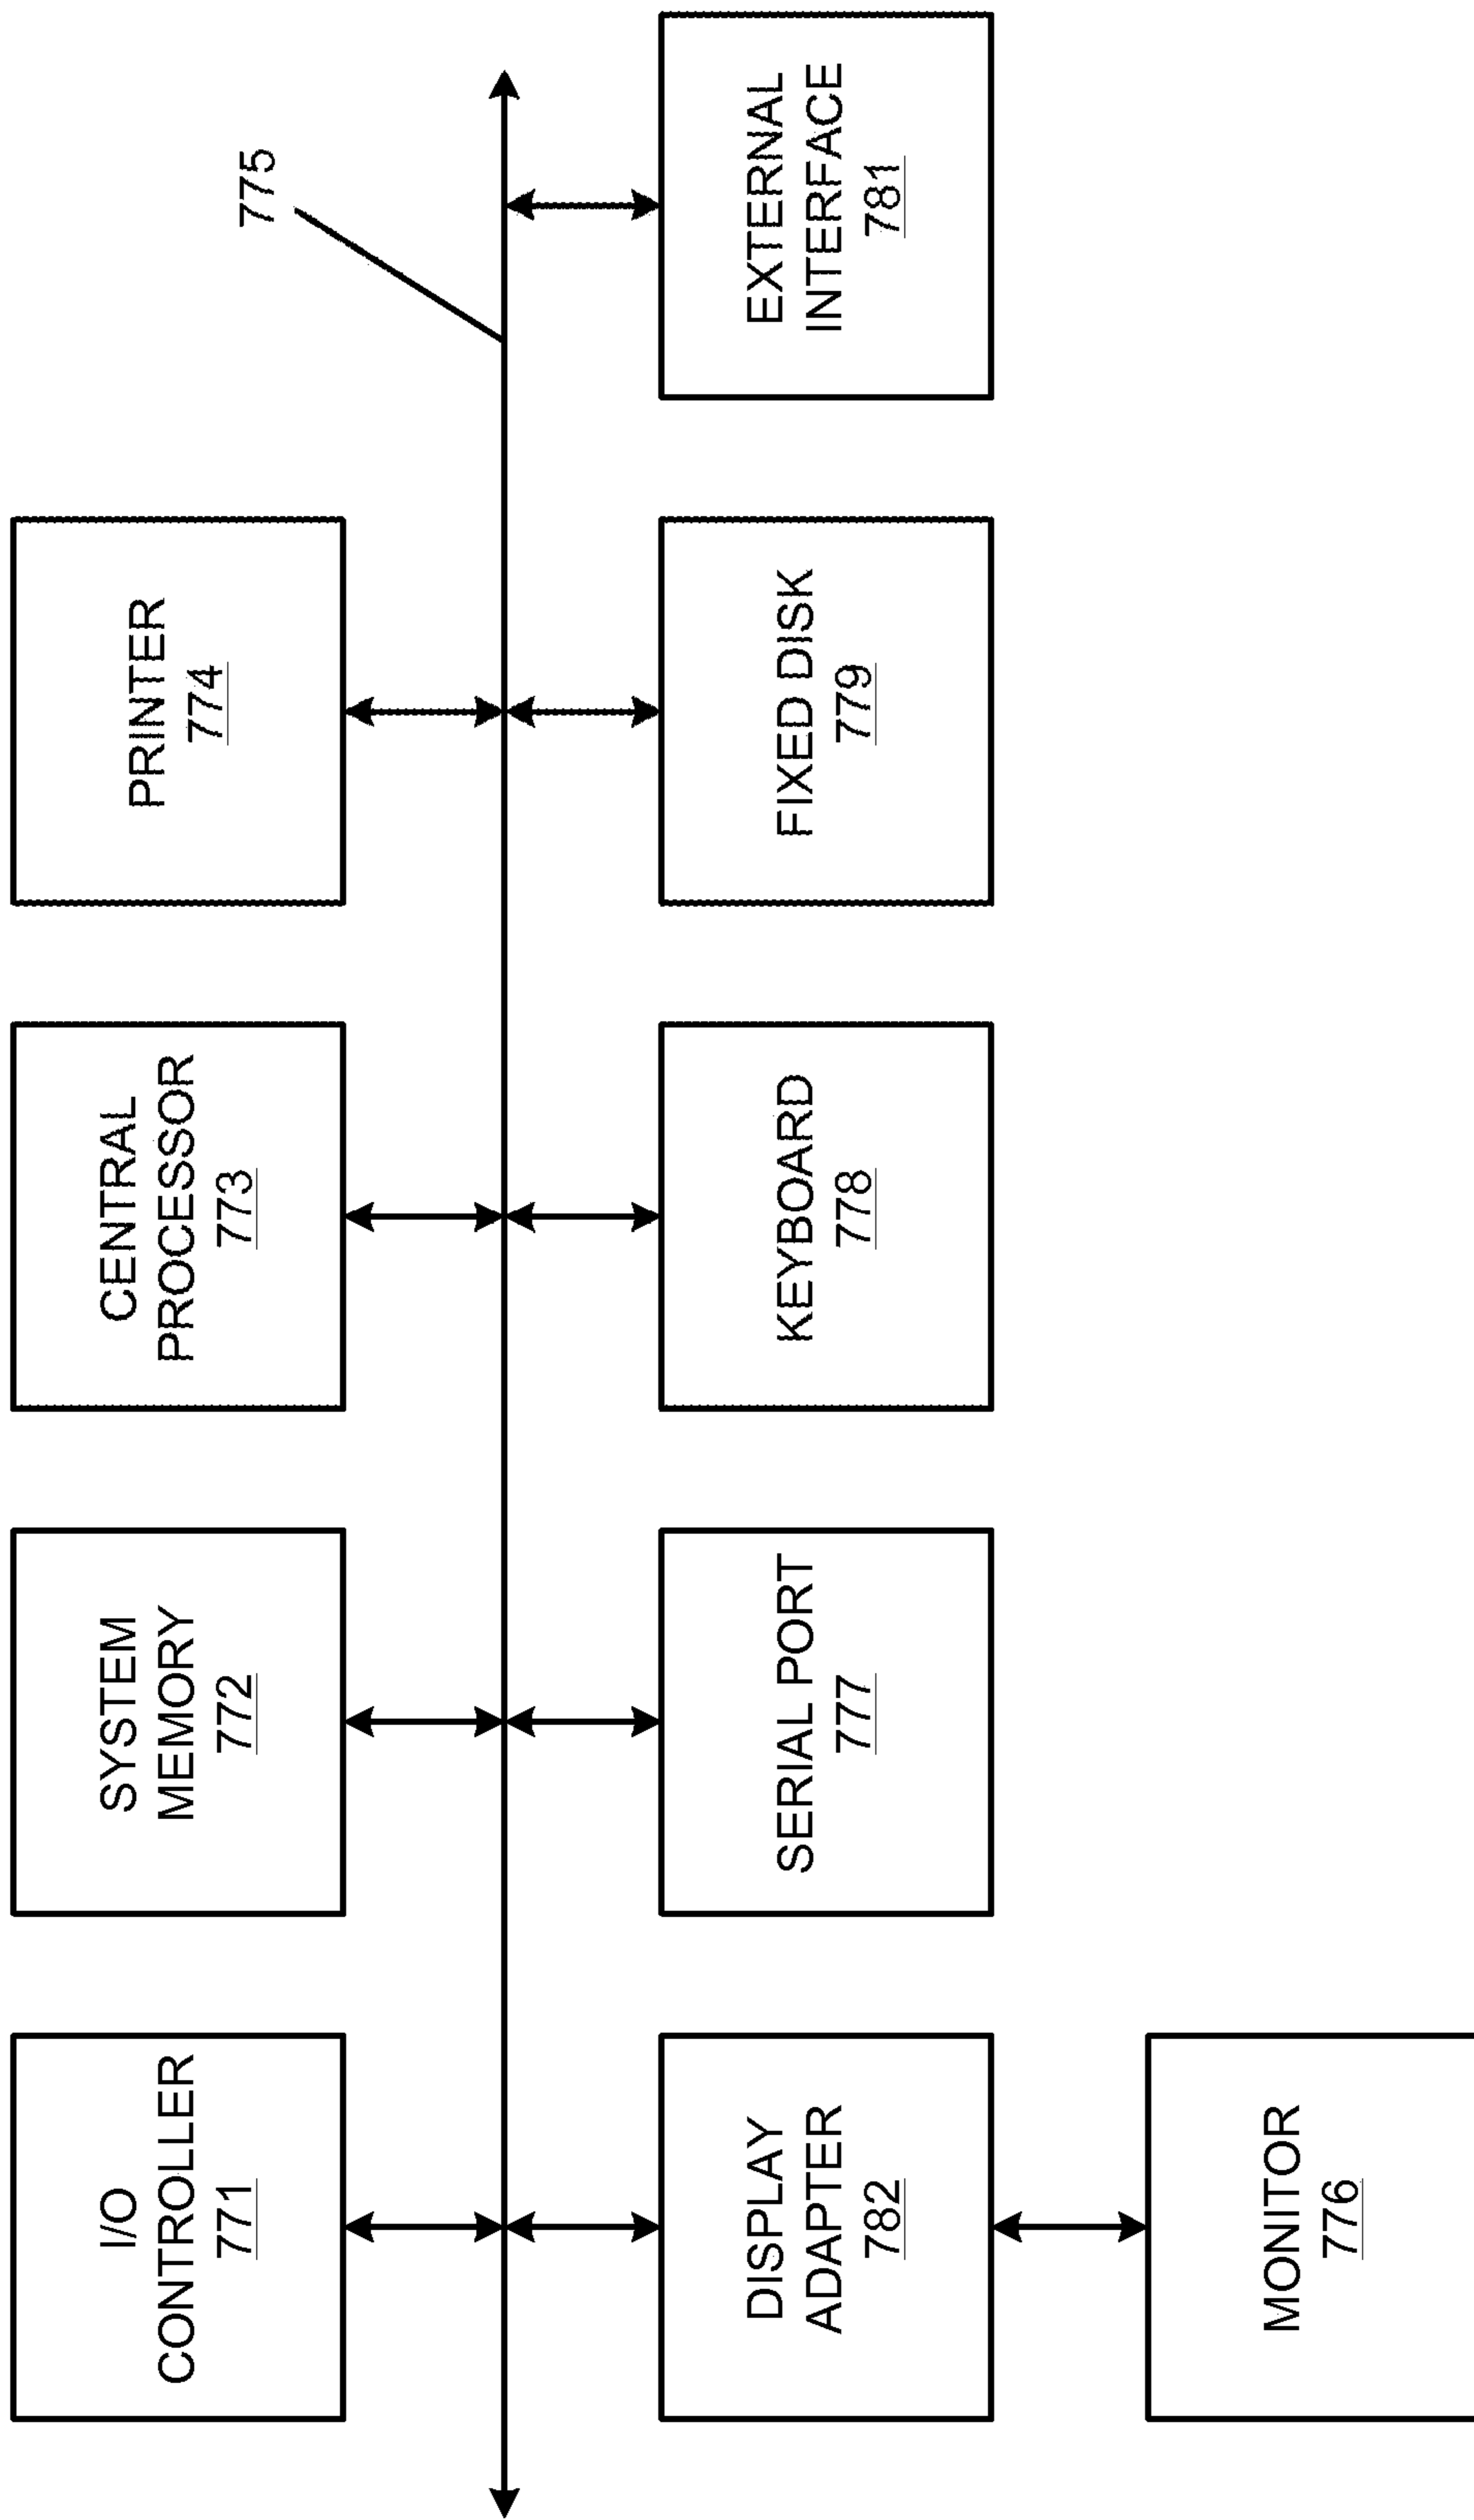 I/O
CONTROLLER
771
SYSTEM
MEMORY
772
CENTRAL
PROCESSOR
773
PRINTER
774
775
DISPLAY
ADAPTER
782
SERIAL PORT
777
KEYBOARD
778
FIXED DISK
779
EXTERNAL
INTERFACE
781
MONITOR
776